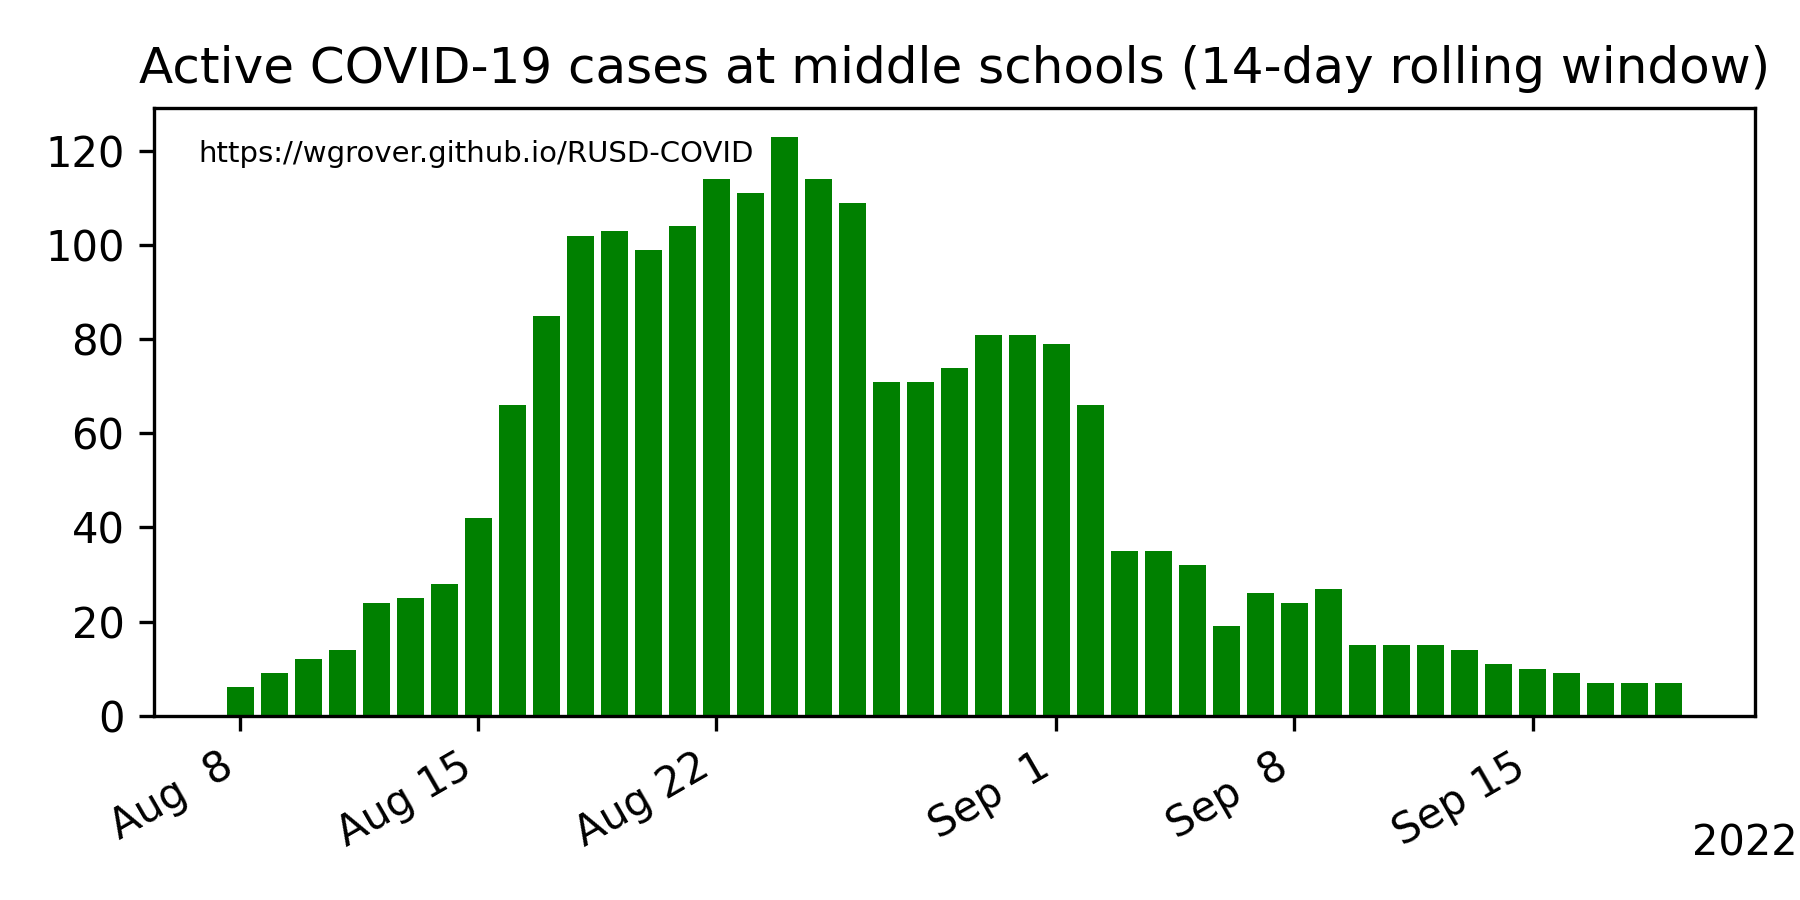 Active COVID-19 cases at middle schools (14-day rolling window)
https://wgrover.github.io/RUSD-COVID
120
100
80
60
40
20
0
Aug 8 Aug 15 Aug 22 Sep 1 Sep 8 Sep 15
2022